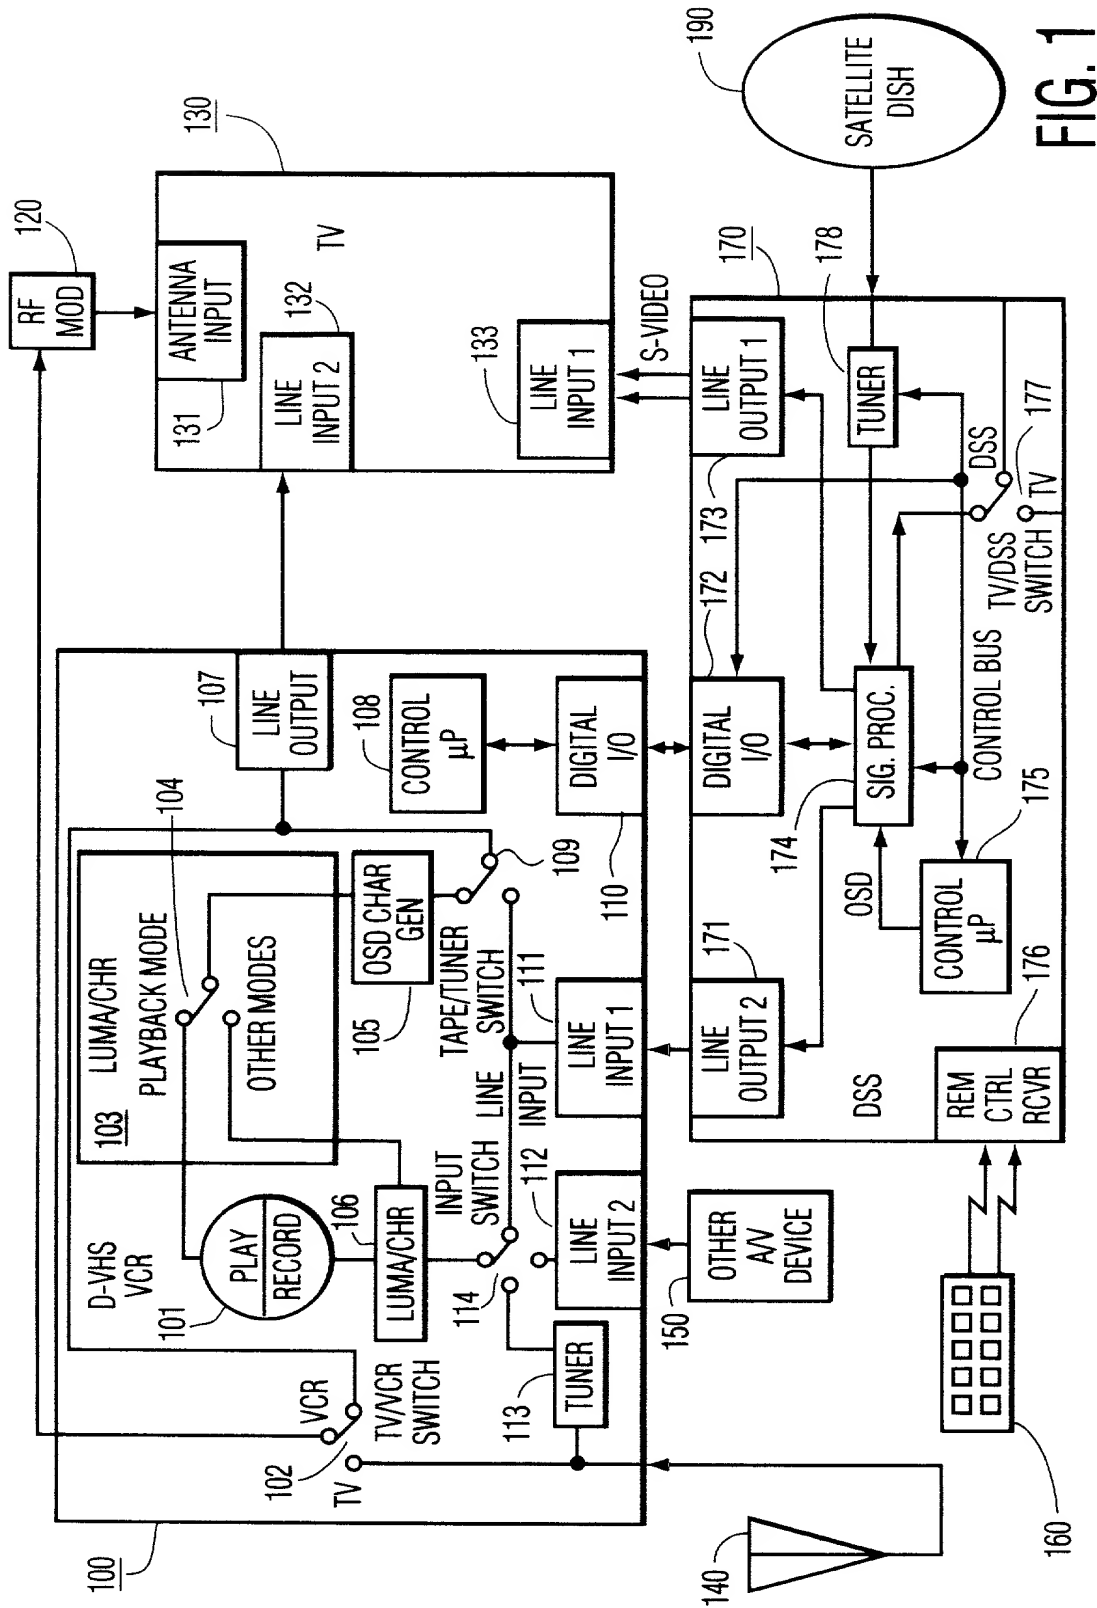 FIG. 1
120
RF
MOD
130
TV
ANTENNA
INPUT
131
LINE
INPUT 2
132
LINE
INPUT 1
133
S-VIDEO
100
D-VHS
VCR
LUMA/CHR
103
PLAYBACK MODE
OTHER MODES
104
PLAY
RECORD
101
VCR
TV
102
TV/VCR
SWITCH
LUMA/CHR
106
OSD CHAR
GEN
105
LINE
OUTPUT
107
CONTROL
µP
108
TAPE/TUNER
SWITCH
109
INPUT
SWITCH
114
LINE
INPUT
TUNER
113
LINE
INPUT 2
112
LINE
INPUT 1
111
DIGITAL
I/O
110
140
OTHER
A/V
DEVICE
150
160
170
DSS
LINE
OUTPUT 2
171
DIGITAL
I/O
172
LINE
OUTPUT 1
173
SIG. PROC.
174
OSD
CONTROL
µP
175
REM
CTRL
RCVR
176
CONTROL BUS
TV/DSS
SWITCH
DSS
TV
177
TUNER
178
SATELLITE
DISH
190